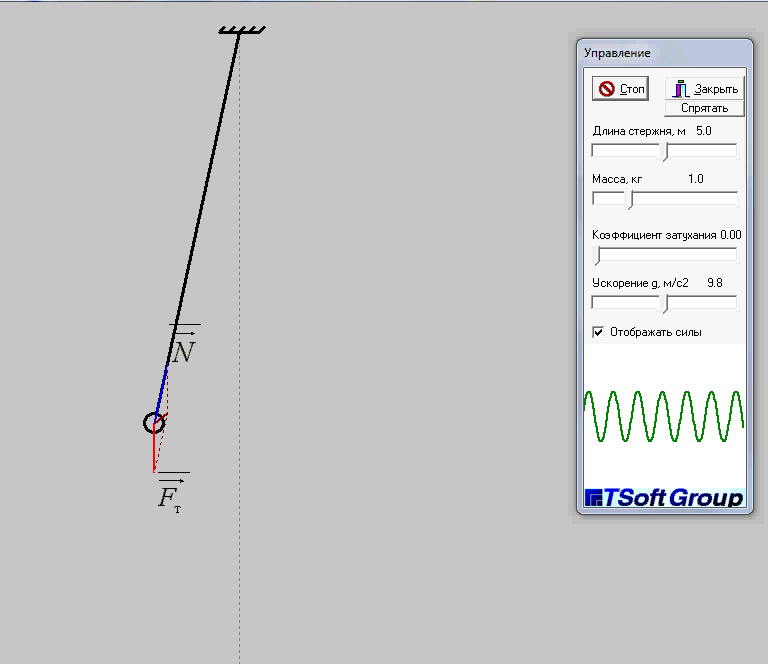 Управление
Стоп
Закрыть
Спрятать
Длина стержня, м 5.0
Масса, кг 1.0
Коэффициент затухания 0.00
Ускорение g, м/с2 9.8
Отображать силы
N
Fт
TSoft Group